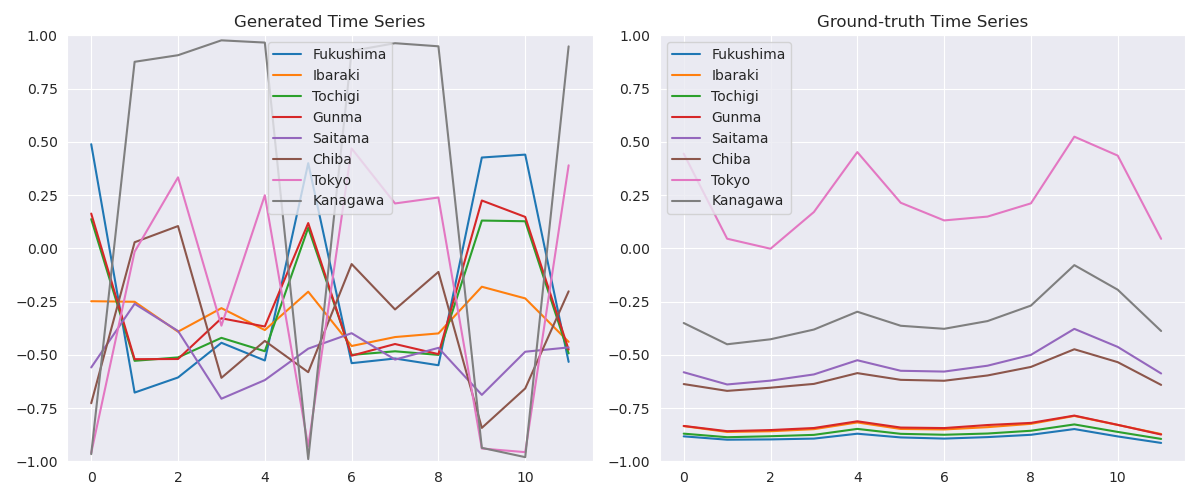 Generated Time Series
1.00
0.75
0.50
0.25
0.00
−0.25
−0.50
−0.75
−1.00
0
2
4
6
8
10
Fukushima
Ibaraki
Tochigi
Gunma
Saitama
Chiba
Tokyo
Kanagawa
Ground-truth Time Series
1.00
0.75
0.50
0.25
0.00
−0.25
−0.50
−0.75
−1.00
0
2
4
6
8
10
Fukushima
Ibaraki
Tochigi
Gunma
Saitama
Chiba
Tokyo
Kanagawa